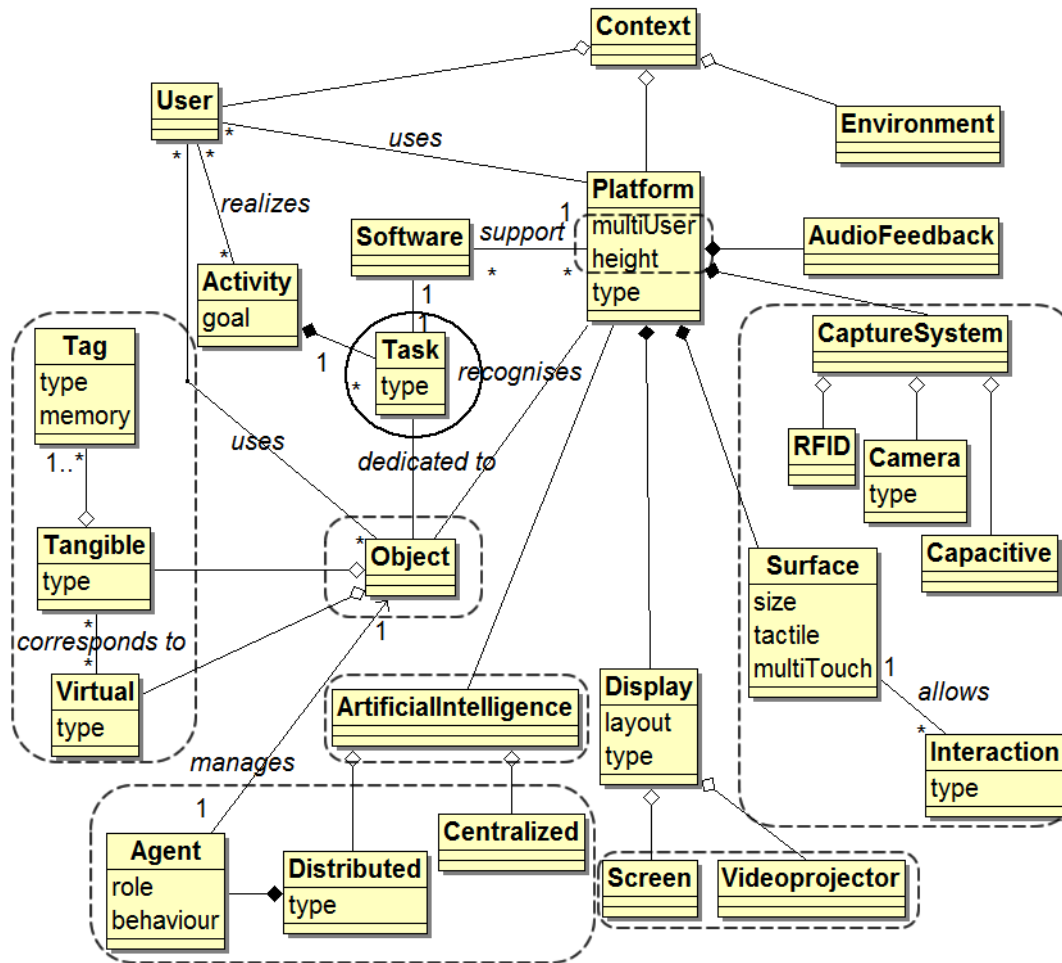 Context
User
*
*
*
uses
Environment
realizes
*
Platform
multiUser
height
type
1
support
*
*
Software
AudioFeedback
Activity
goal
1
1
1
*
Task
type
recognises
CaptureSystem
RFID
Camera
type
Capacitive
Tag
type
memory
1..*
uses
dedicated to
*
Object
1
Tangible
type
*
corresponds to
*
Virtual
type
Surface
size
tactile
multiTouch
1
allows
*
Interaction
type
ArtificialIntelligence
Display
layout
type
manages
1
Agent
role
behaviour
Distributed
type
Centralized
Screen
Videoprojector